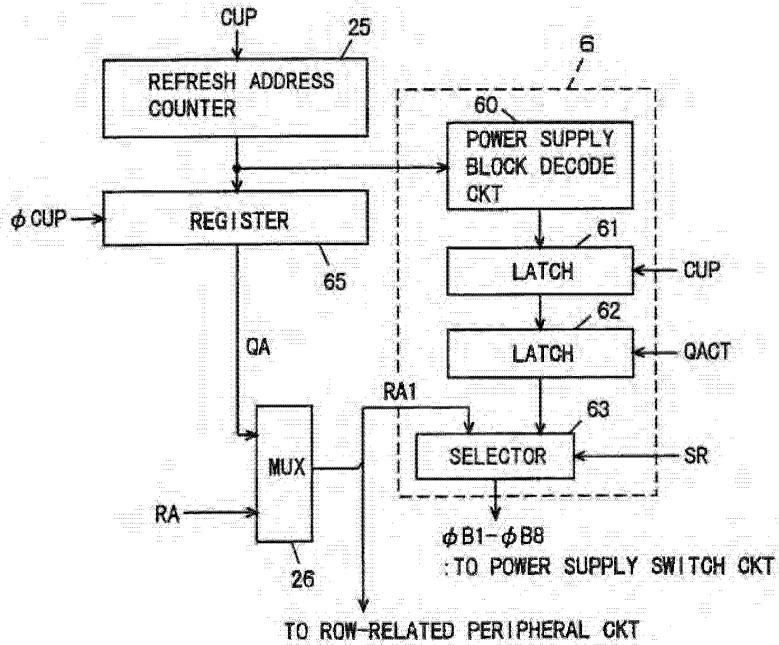 CUP
25
REFRESH ADDRESS
COUNTER
6
60
POWER SUPPLY
BLOCK DECODE
CKT
φCUP
REGISTER
65
61
LATCH
CUP
62
LATCH
QACT
QA
RA1
63
MUX
SELECTOR
SR
RA
26
φB1-φB8
:TO POWER SUPPLY SWITCH CKT
TO ROW-RELATED PERIPHERAL CKT